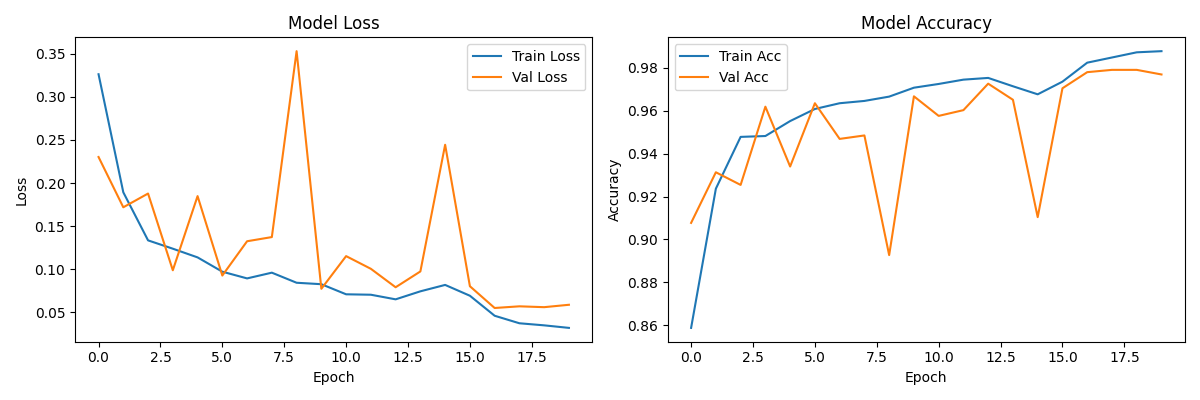 Model Loss
Train Loss
Val Loss
0.35
0.30
0.25
0.20
0.15
0.10
0.05
Loss
0.0 2.5 5.0 7.5 10.0 12.5 15.0 17.5
Epoch
Model Accuracy
Train Acc
Val Acc
0.98
0.96
0.94
0.92
0.90
0.88
0.86
Accuracy
0.0 2.5 5.0 7.5 10.0 12.5 15.0 17.5
Epoch